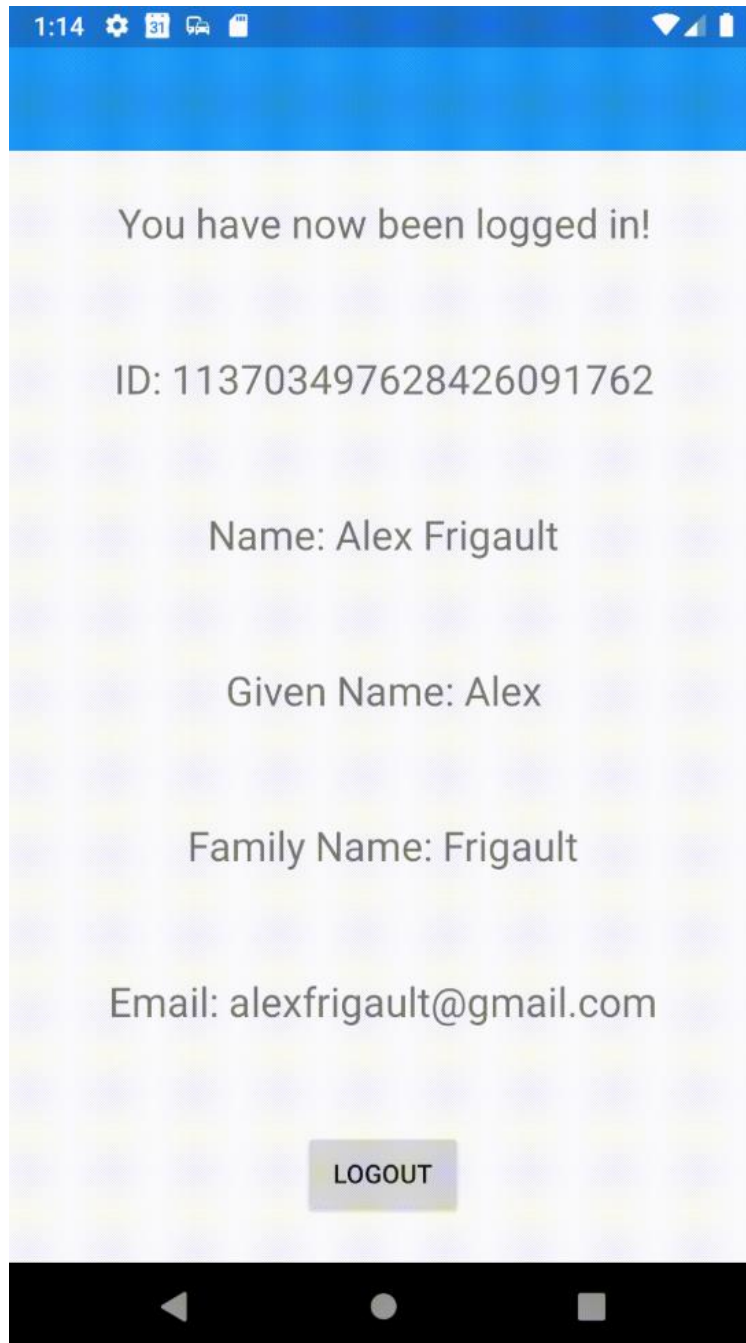 1:14 31
You have now been logged in!
ID: 113703497628426091762
Name: Alex Frigault
Given Name: Alex
Family Name: Frigault
Email: alexfrigault@gmail.com
LOGOUT